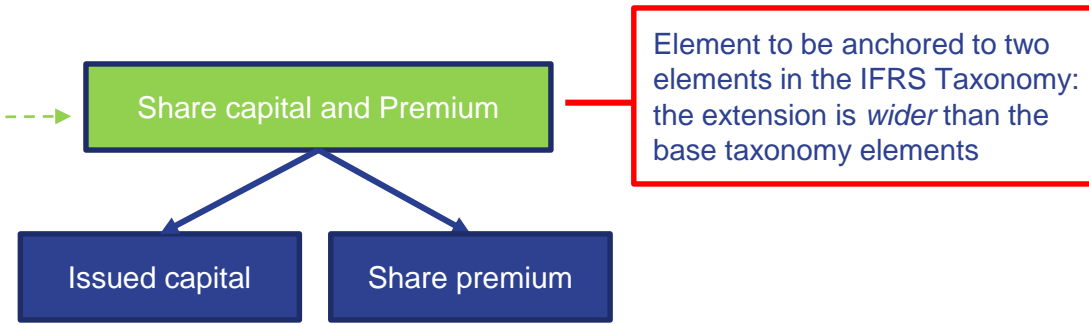 Share capital and Premium
Element to be anchored to two
elements in the IFRS Taxonomy:
the extension is wider than the
base taxonomy elements
Issued capital
Share premium